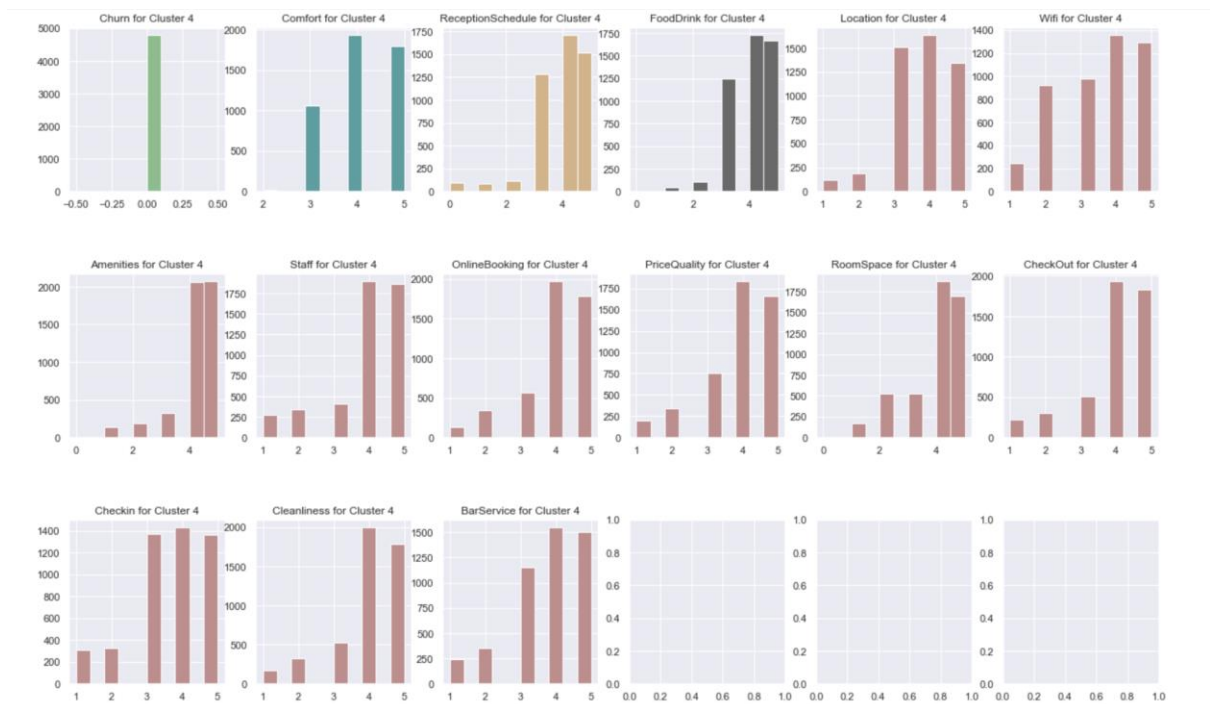 Churn for Cluster 4
Comfort for Cluster 4
ReceptionSchedule for Cluster 4
FoodDrink for Cluster 4
Location for Cluster 4
Wifi for Cluster 4
5000 4000 3000 2000 1000 0
−0.50 −0.25 0.00 0.25 0.50
2000 1500 1000 500 0
2 3 4 5
1750 1500 1250 1000 750 500 250 0
0 2 4
1750 1500 1250 1000 750 500 250 0
0 2 4
1500 1250 1000 750 500 250 0
1 2 3 4 5
1400 1200 1000 800 600 400 200 0
1 2 3 4 5
Amenities for Cluster 4
Staff for Cluster 4
OnlineBooking for Cluster 4
PriceQuality for Cluster 4
RoomSpace for Cluster 4
CheckOut for Cluster 4
2000 1500 1000 500 0
0 2 4
1750 1500 1250 1000 750 500 250 0
1 2 3 4 5
2000 1500 1000 500 0
1 2 3 4 5
1750 1500 1250 1000 750 500 250 0
1 2 3 4 5
1750 1500 1250 1000 750 500 250 0
0 2 4
2000 1500 1000 500 0
1 2 3 4 5
Checkin for Cluster 4
Cleanliness for Cluster 4
BarService for Cluster 4
1400 1200 1000 800 600 400 200 0
1 2 3 4 5
2000 1500 1000 500 0
1 2 3 4 5
1500 1250 1000 750 500 250 0
1 2 3 4 5
1.0 0.8 0.6 0.4 0.2 0.0
0.0 0.2 0.4 0.6 0.8 1.0
1.0 0.8 0.6 0.4 0.2 0.0
0.0 0.2 0.4 0.6 0.8 1.0
1.0 0.8 0.6 0.4 0.2 0.0
0.0 0.2 0.4 0.6 0.8 1.0